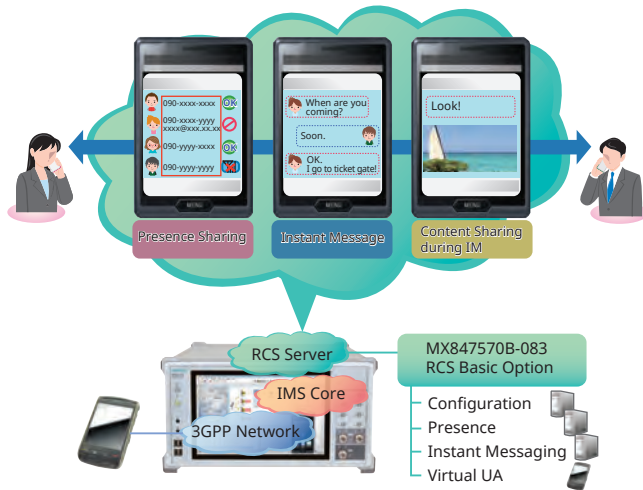 090-xxxx-xxxx
OK
090-xxxx-yyyy
xxxx@xxx.xx.xx
090-yyyy-xxxx
OK
090-yyyy-yyyy
MENU
Presence Sharing
When are you
coming?
Soon.
OK.
I go to ticket gate!
MENU
Instant Message
Look!
MENU
Content Sharing
during IM
RCS Server
IMS Core
3GPP Network
MX847570B-083
RCS Basic Option
Configuration
Presence
Instant Messaging
Virtual UA